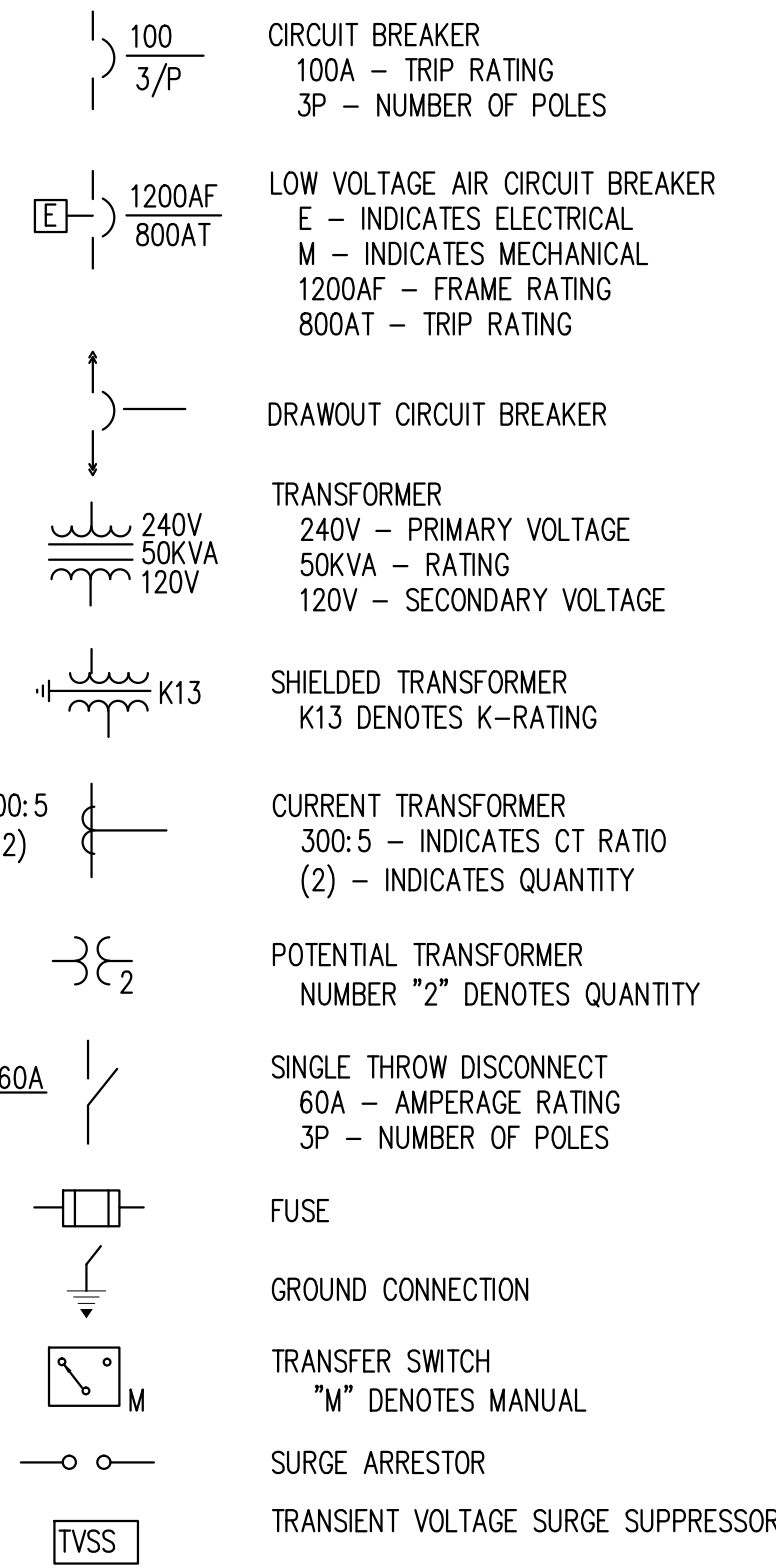 100
3/P
CIRCUIT BREAKER
100A – TRIP RATING
3P – NUMBER OF POLES
E
1200AF
800AT
LOW VOLTAGE AIR CIRCUIT BREAKER
E – INDICATES ELECTRICAL
M – INDICATES MECHANICAL
1200AF – FRAME RATING
800AT – TRIP RATING
DRAWOUT CIRCUIT BREAKER
240V
50KVA
120V
TRANSFORMER
240V – PRIMARY VOLTAGE
50KVA – RATING
120V – SECONDARY VOLTAGE
K13
SHIELDED TRANSFORMER
K13 DENOTES K–RATING
00:5
2)
CURRENT TRANSFORMER
300:5 – INDICATES CT RATIO
(2) – INDICATES QUANTITY
2
POTENTIAL TRANSFORMER
NUMBER "2" DENOTES QUANTITY
60A
SINGLE THROW DISCONNECT
60A – AMPERAGE RATING
3P – NUMBER OF POLES
FUSE
GROUND CONNECTION
M
TRANSFER SWITCH
"M" DENOTES MANUAL
SURGE ARRESTOR
TVSS
TRANSIENT VOLTAGE SURGE SUPPRESSOR